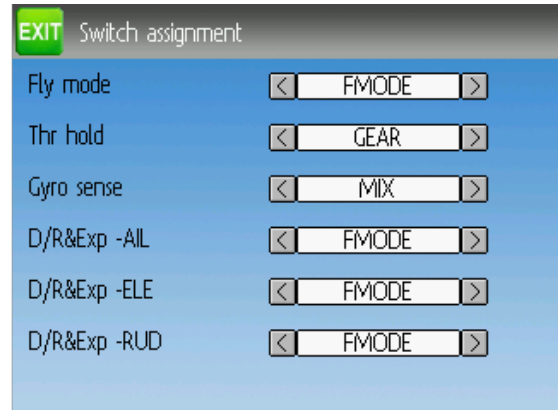 EXIT Switch assignment
Fly mode < FMODE >
Thr hold < GEAR >
Gyro sense < MIX >
D/R&Exp -AIL < FMODE >
D/R&Exp -ELE < FMODE >
D/R&Exp -RUD < FMODE >